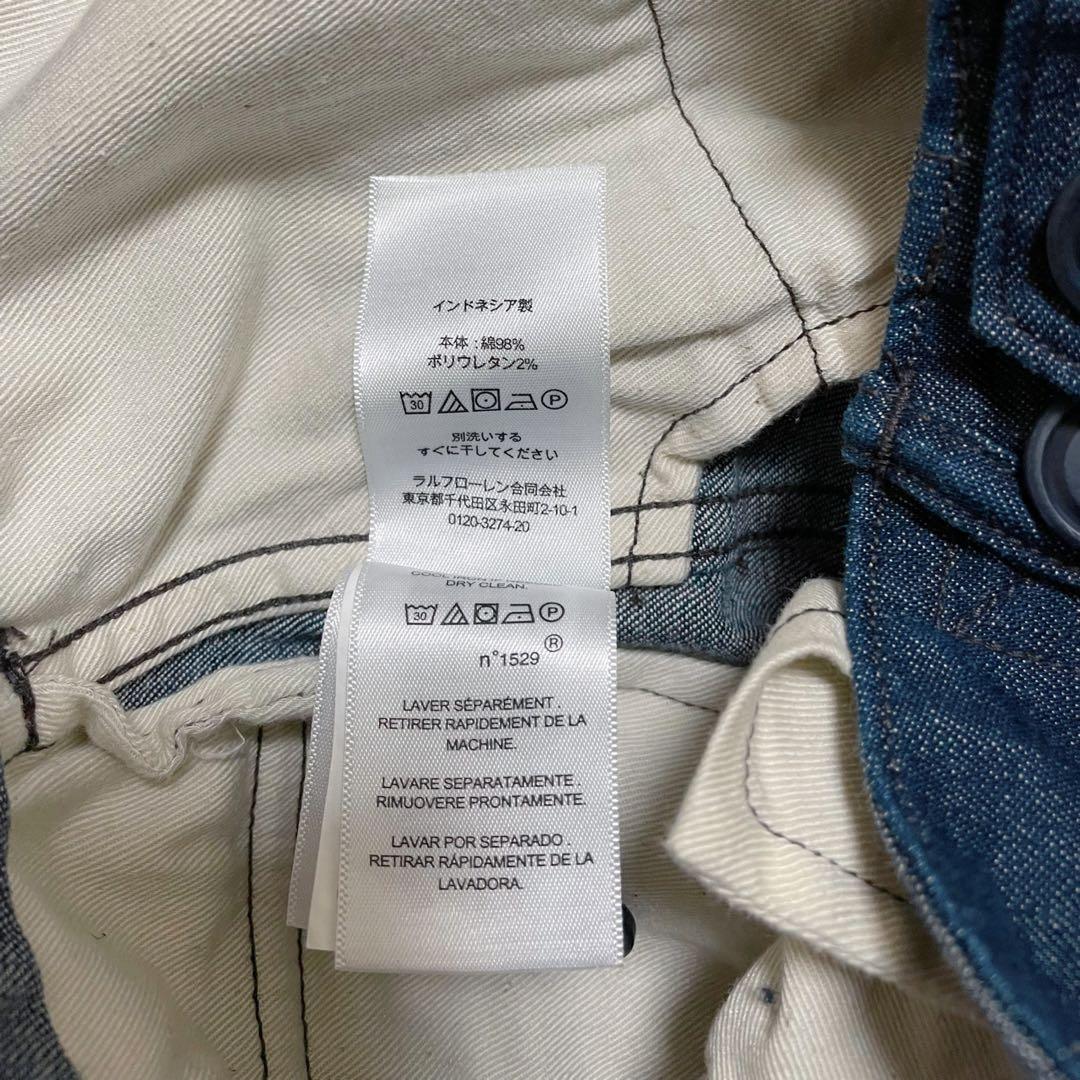 インドネシア製
本体 : 綿98%
ポリウレタン2%
30 P
別洗いする
すぐに干してください
ラルフローレン合同会社
東京都千代田区永田町2-10-1
0120-3274-20
DRY CLEAN.
30 P
®
n°1529
LAVER SÉPARÉMENT .
RETIRER RAPIDEMENT DE LA
MACHINE.
LAVARE SEPARATAMENTE .
RIMUOVERE PRONTAMENTE.
LAVAR POR SEPARADO .
RETIRAR RÁPIDAMENTE DE LA
LAVADORA.